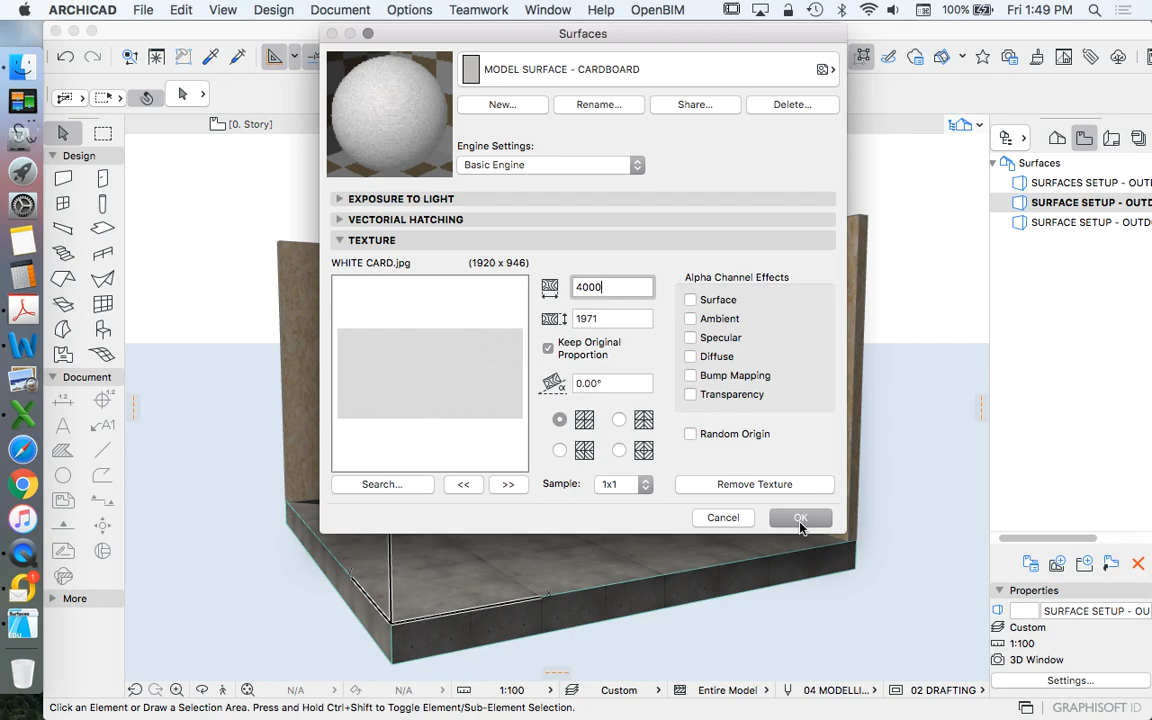 ARCHICAD File Edit View Design Document Options Teamwork Window Help OpenBIM 100% Fri 1:49 PM
Surfaces
MODEL SURFACE - CARDBOARD
New... Rename... Share... Delete...
Engine Settings:
Basic Engine
[0. Story]
Design
EXPOSURE TO LIGHT
VECTORIAL HATCHING
TEXTURE
WHITE CARD.jpg (1920 x 946)
4000
1971
Keep Original
Proportion
0.00°
Alpha Channel Effects
Surface
Ambient
Specular
Diffuse
Bump Mapping
Transparency
Random Origin
Search... << >> Sample: 1x1 Remove Texture
Cancel OK
Document
More
Surfaces
SURFACES SETUP - OUT
SURFACE SETUP - OUTD
SURFACE SETUP - OUTDO
Properties
SURFACE SETUP - OU
Custom
1:100
3D Window
Settings...
N/A N/A 1:100 Custom Entire Model 04 MODELLI... 02 DRAFTING
Click an Element or Draw a Selection Area. Press and Hold Ctrl+Shift to Toggle Element/Sub-Element Selection.
GRAPHISOFT ID